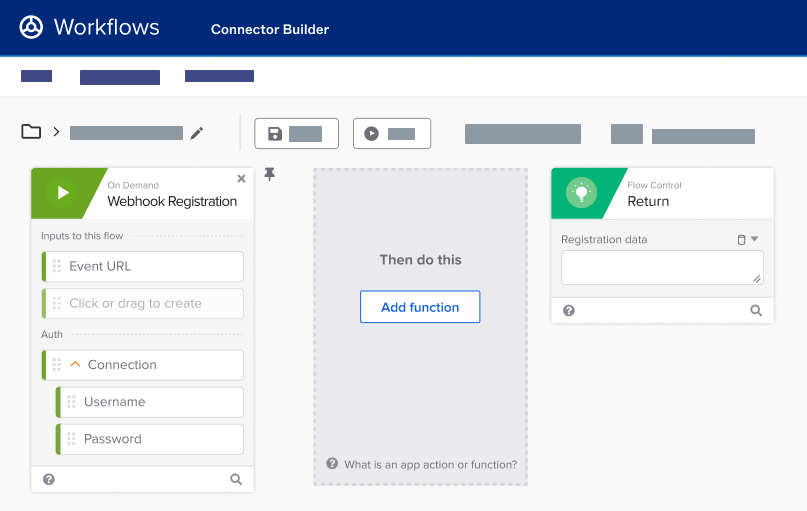 Workflows
Connector Builder
On Demand
Webhook Registration
Inputs to this flow
Event URL
Click or drag to create
Auth
Connection
Username
Password
Then do this
Add function
What is an app action or function?
Flow Control
Return
Registration data